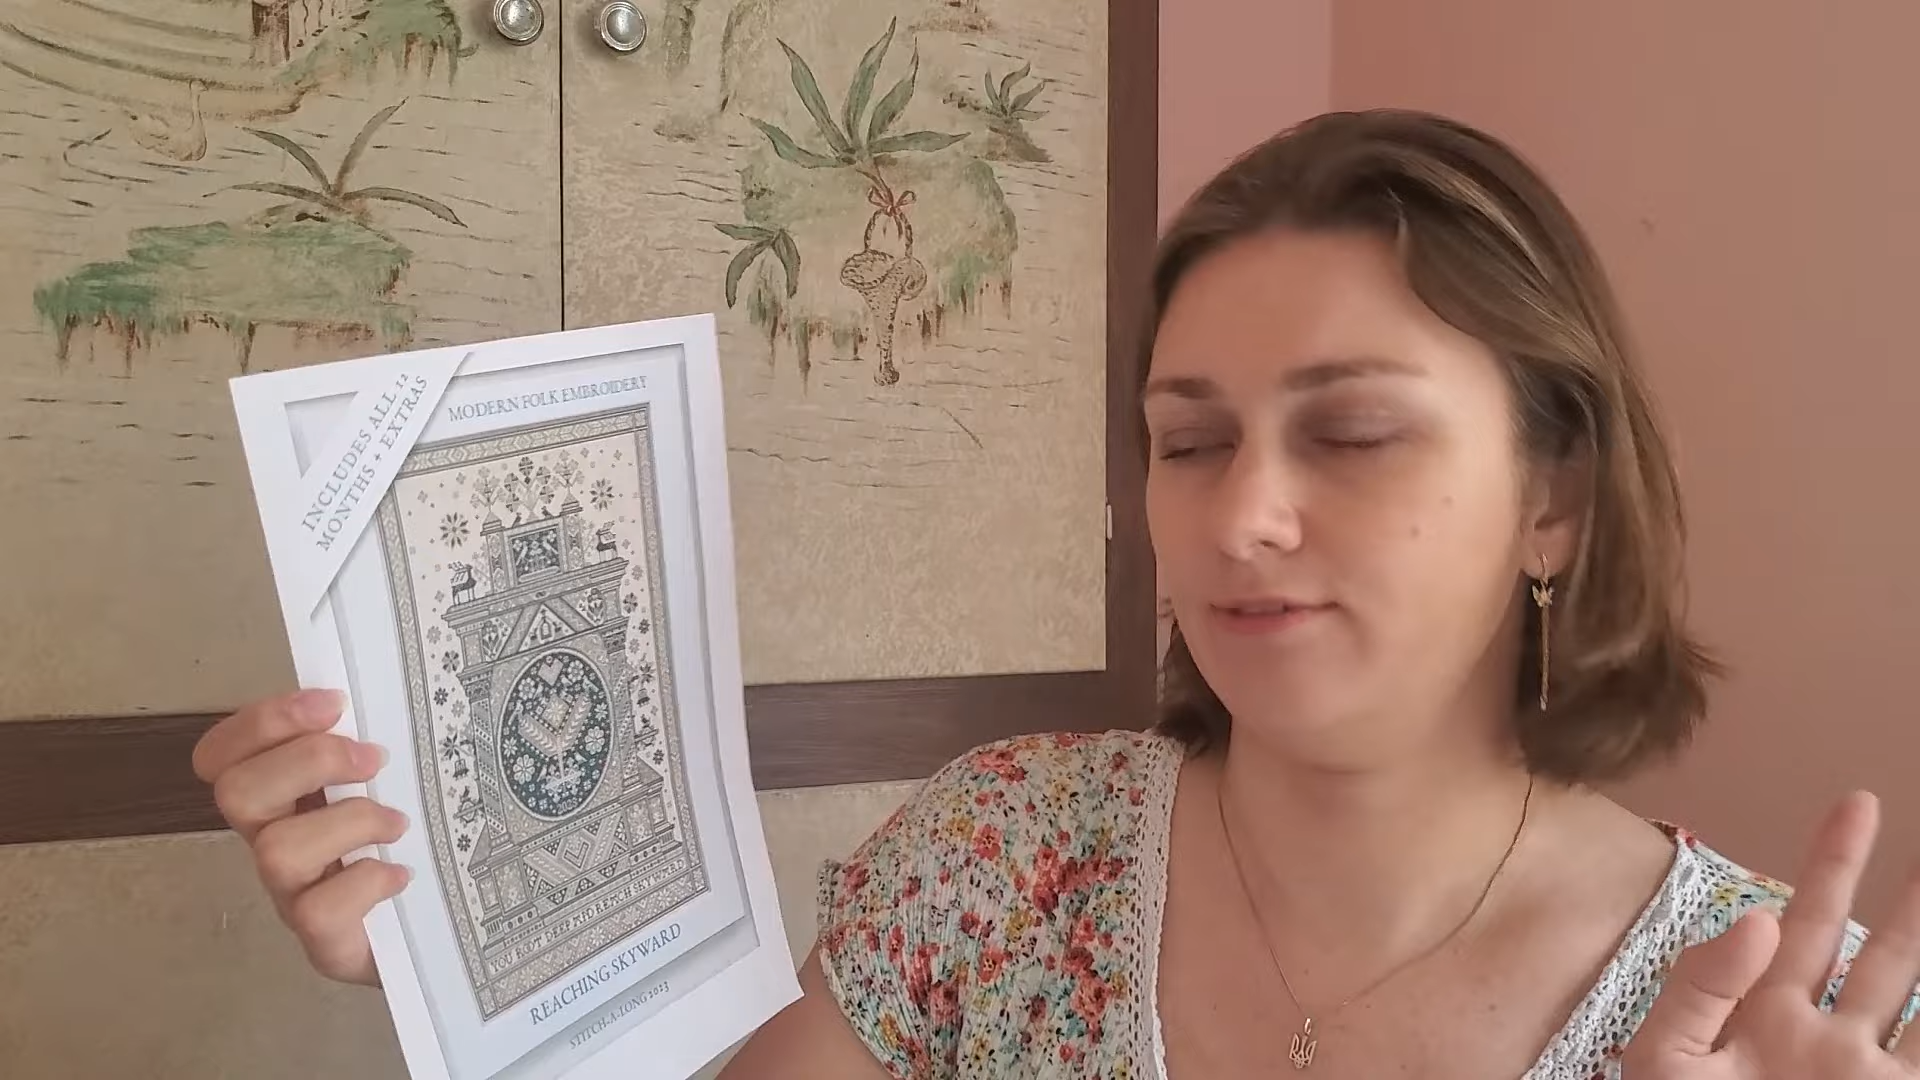 INCLUDES ALL 12
MONTHS + EXTRAS
MODERN FOLK EMBROIDERY
2023
YOU ROOT DEEP AND REACH SKYWARD
REACHING SKYWARD
STITCH-A-LONG 2023